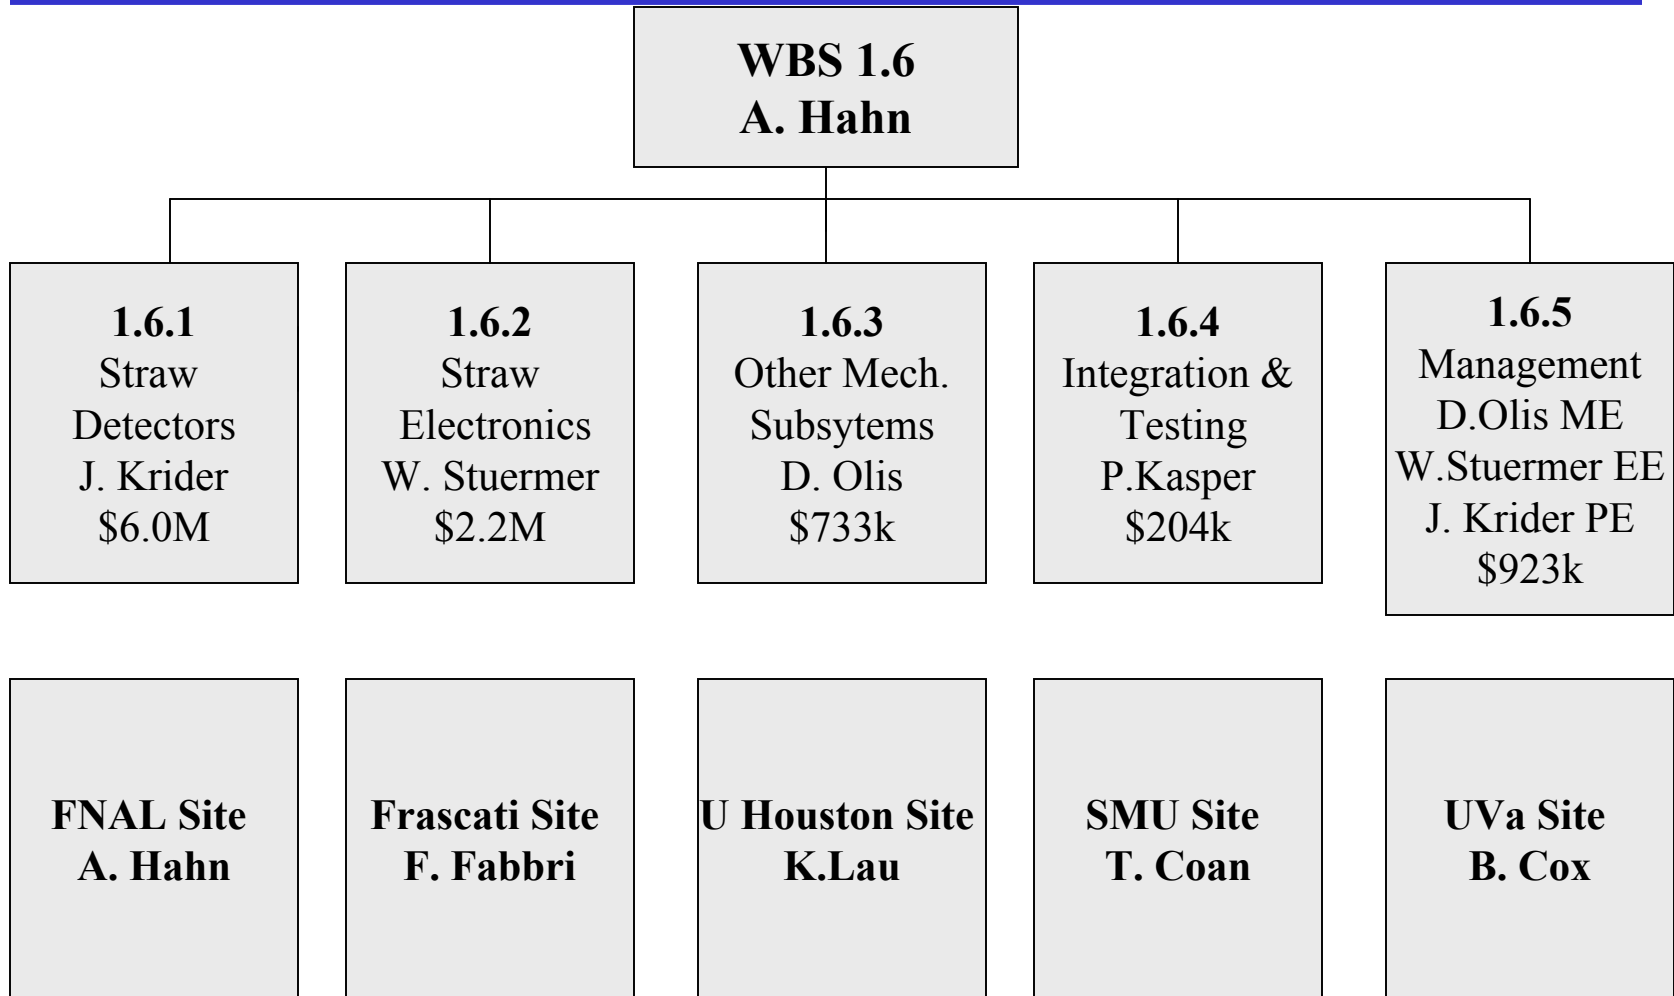 WBS 1.6
A. Hahn
1.6.1
Straw
Detectors
J. Krider
$6.0M
1.6.2
Straw
Electronics
W. Stuermer
$2.2M
1.6.3
Other Mech.
Subsytems
D. Olis
$733k
1.6.4
Integration &
Testing
P.Kasper
$204k
1.6.5
Management
D.Olis ME
W.Stuermer EE
J. Krider PE
$923k
FNAL Site
A. Hahn
Frascati Site
F. Fabbri
U Houston Site
K.Lau
SMU Site
T. Coan
UVa Site
B. Cox